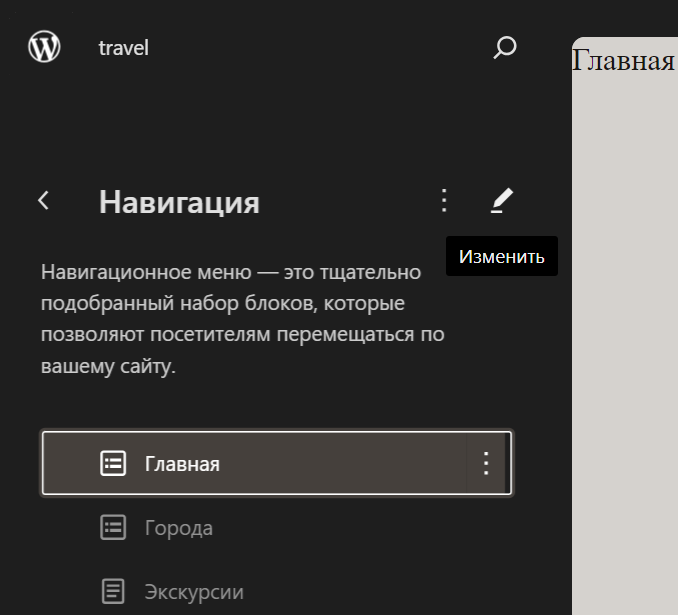 travel
Главная
Навигация
Изменить
Навигационное меню — это тщательно
подобранный набор блоков, которые
позволяют посетителям перемещаться по
вашему сайту.
Главная
Города
Экскурсии